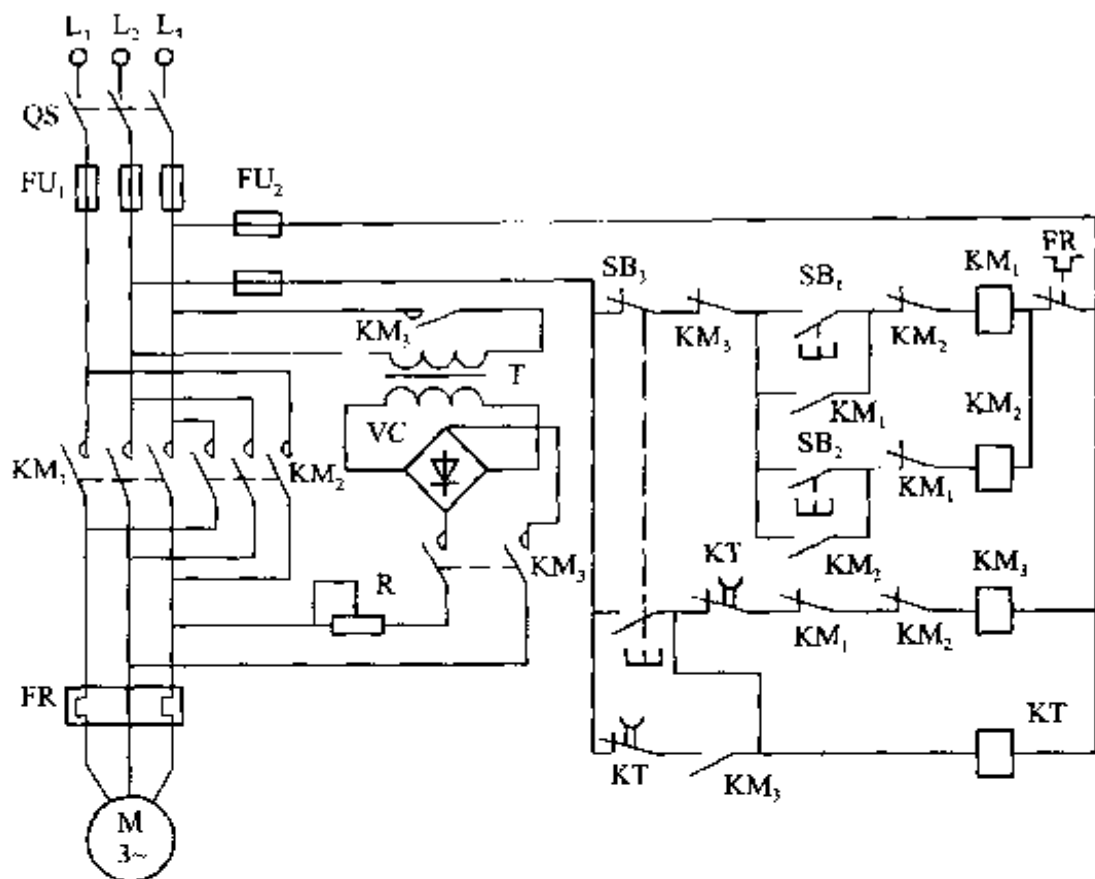 L₁ L₂ L₃
QS
FU₁
FU₂
SB₃
SB₁
KM₁
FR
KM₃
KM₃
KM₂
T
KM₁
KM₂
VC
SB₂
KM₁
KM₂
KM₁
KM₂
KT
KM₃
KM₃
R
KM₁
KM₂
FR
KT
KT
KM₃
M
3~